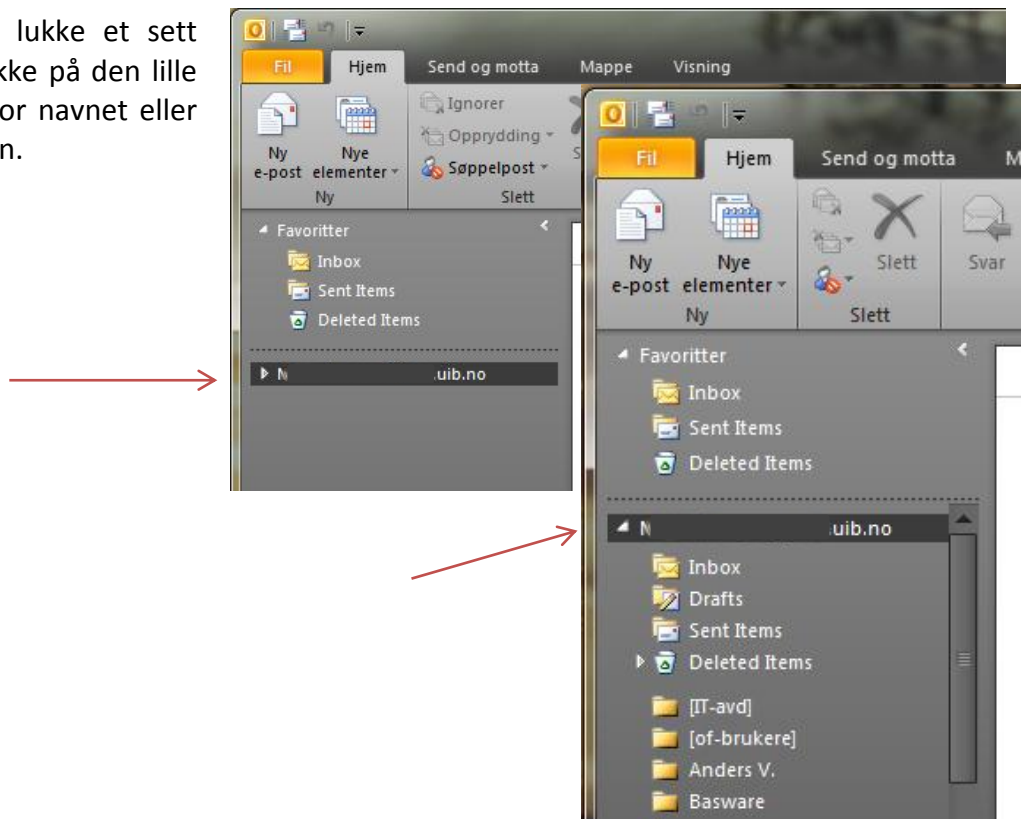 lukke et sett
kke på den lille
or navnet eller
n.
Fil Hjem Send og motta Mappe Visning
Ny e-post
Nye elementer
Ignorer
Opprydding
Søppelpost
S
Ny Slett
Favoritter
Inbox
Sent Items
Deleted Items
N .uib.no
Fil Hjem Send og motta M
Ny e-post
Nye elementer
Slett
Svar
Ny Slett
Favoritter
Inbox
Sent Items
Deleted Items
N .uib.no
Inbox
Drafts
Sent Items
Deleted Items
[IT-avd]
[of-brukere]
Anders V.
Basware